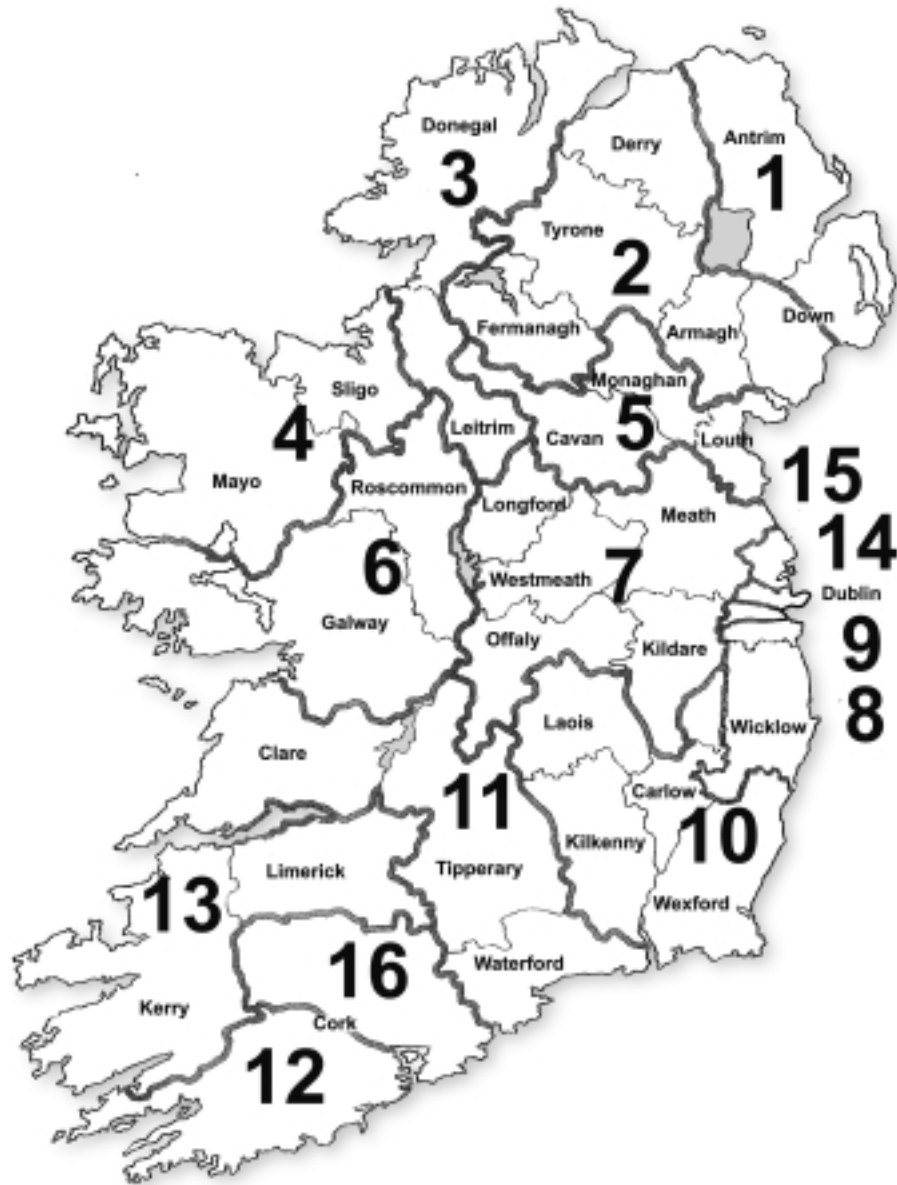 Donegal
Derry
Antrim
3
1
Tyrone
2
Fermanagh
Armagh
Down
Monaghan
Sligo
4
Leitrim
Cavan
5
Louth
15
Mayo
Roscommon
Longford
Meath
14
6
Westmeath
7
Dublin
Galway
Offaly
Kildare
9
8
Laois
Wicklow
Clare
11
Carlow
10
Kilkenny
Limerick
Tipperary
13
Wexford
16
Waterford
Kerry
Cork
12